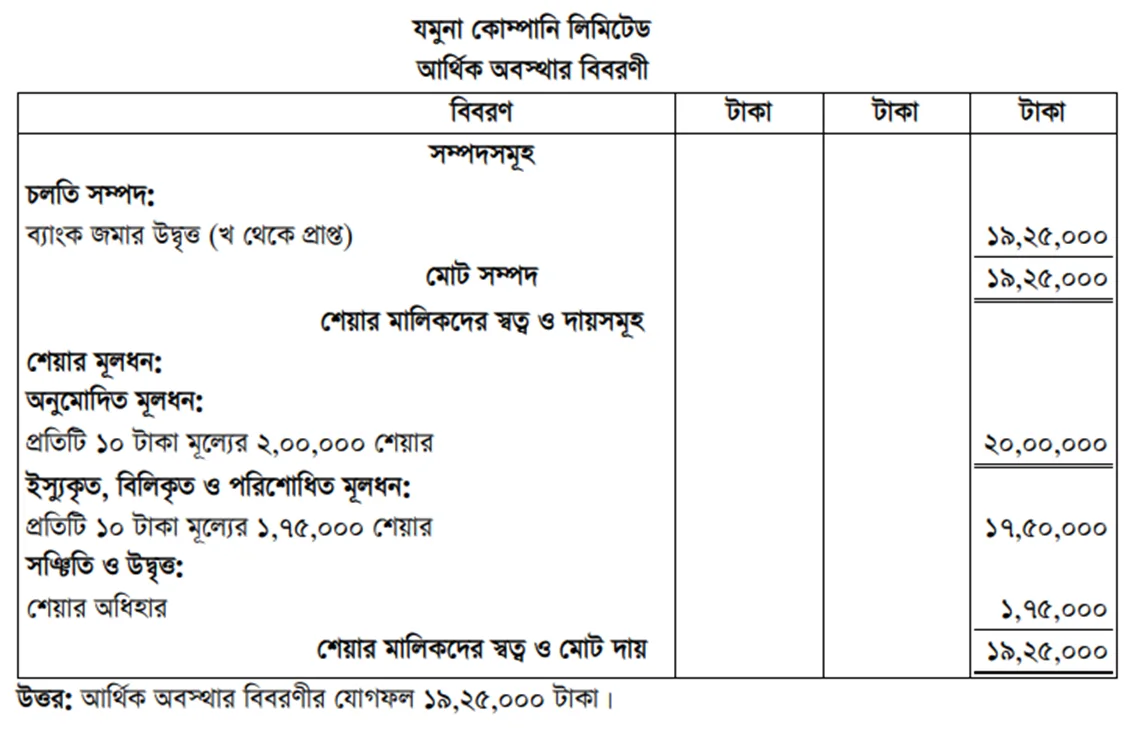 যমুনা কোম্পানি লিমিটেড
আর্থিক অবস্থার বিবরণী
বিবরণ টাকা টাকা টাকা
সম্পদসমূহ
চলতি সম্পদ:
ব্যাংক জমার উদ্বৃত্ত (খ থেকে প্রাপ্ত) ১৯,২৫,০০০
মোট সম্পদ ১৯,২৫,০০০
শেয়ার মালিকদের স্বত্ব ও দায়সমূহ
শেয়ার মূলধন:
অনুমোদিত মূলধন:
প্রতিটি ১০ টাকা মূল্যের ২,০০,০০০ শেয়ার ২০,০০,০০০
ইস্যুকৃত, বিলিকৃত ও পরিশোধিত মূলধন:
প্রতিটি ১০ টাকা মূল্যের ১,৭৫,০০০ শেয়ার ১৭,৫০,০০০
সঞ্চিতি ও উদ্বৃত্ত:
শেয়ার অধিহার ১,৭৫,০০০
শেয়ার মালিকদের স্বত্ব ও মোট দায় ১৯,২৫,০০০
উত্তর: আর্থিক অবস্থার বিবরণীর যোগফল ১৯,২৫,০০০ টাকা।